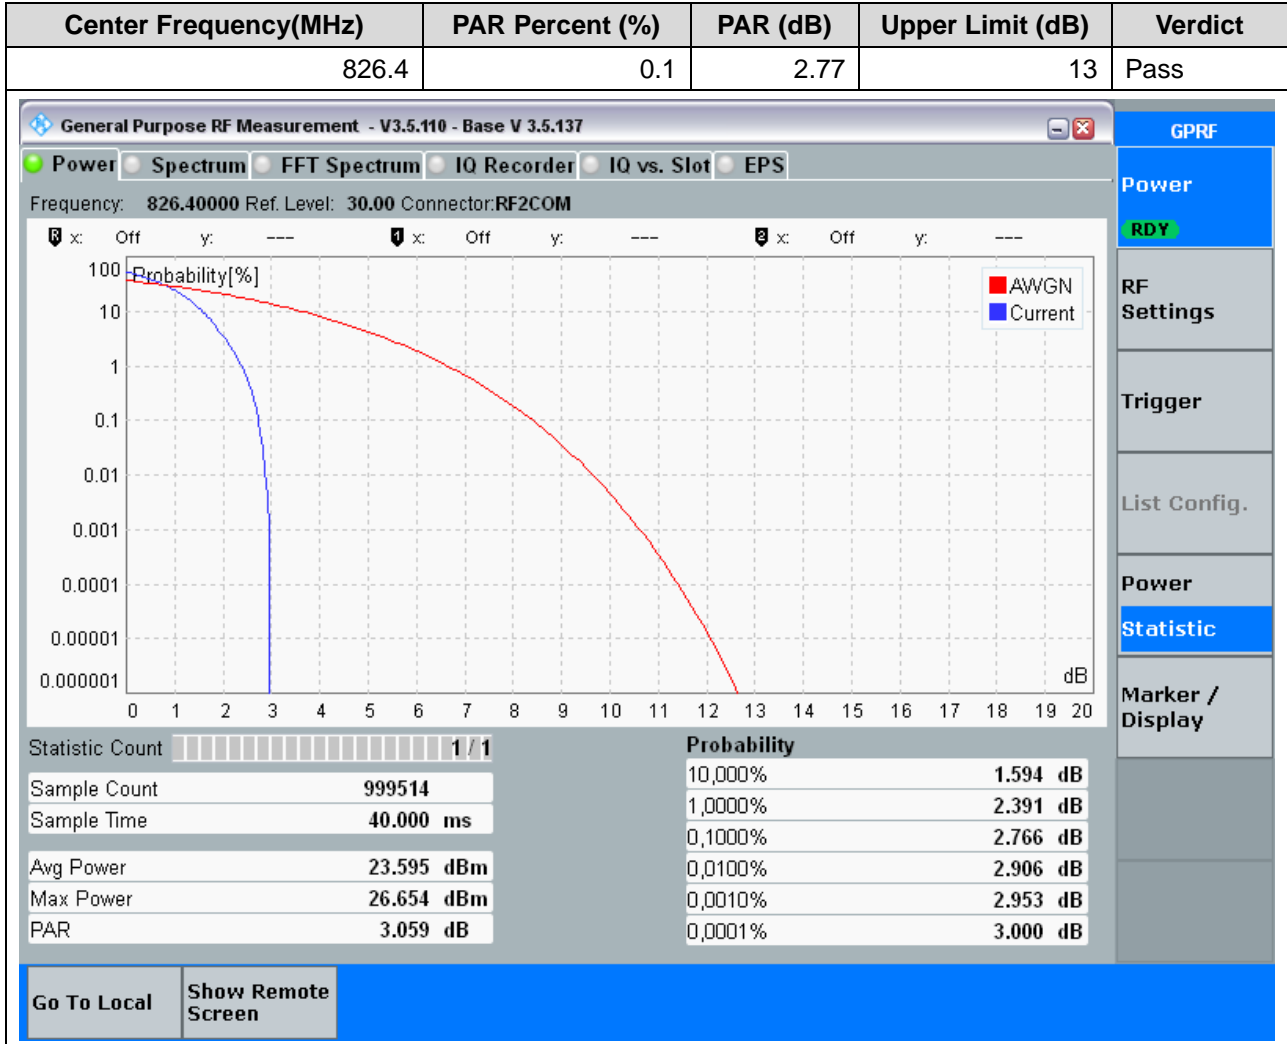 Center Frequency(MHz) PAR Percent (%) PAR (dB) Upper Limit (dB) Verdict
826.4 0.1 2.77 13 Pass
General Purpose RF Measurement - V3.5.110 - Base V 3.5.137
GPRF
Power Spectrum FFT Spectrum IQ Recorder IQ vs. Slot EPS
Frequency: 826.40000 Ref. Level: 30.00 Connector:RF2COM
R x: Off y: --- 1 x: Off y: --- 2 x: Off y: ---
Probability[%]
AWGN
Current
100
10
1
0.1
0.01
0.001
0.0001
0.00001
0.000001
dB
0 1 2 3 4 5 6 7 8 9 10 11 12 13 14 15 16 17 18 19 20
Statistic Count 1 / 1
Sample Count 999514
Sample Time 40.000 ms
Avg Power 23.595 dBm
Max Power 26.654 dBm
PAR 3.059 dB
Probability
10,000% 1.594 dB
1,0000% 2.391 dB
0,1000% 2.766 dB
0,0100% 2.906 dB
0,0010% 2.953 dB
0,0001% 3.000 dB
Power
RDY
RF
Settings
Trigger
List Config.
Power
Statistic
Marker /
Display
Go To Local
Show Remote
Screen